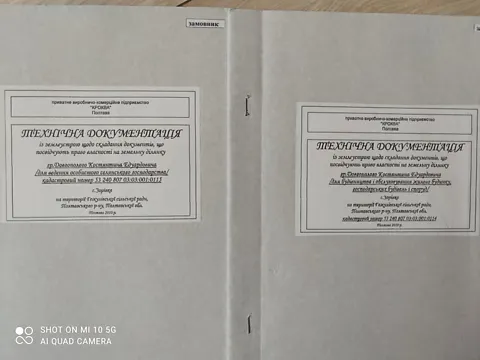 замовник
приватне виробничо-комерційне підприємство
"КРОКВА"
Полтава
ТЕХНІЧНА ДОКУМЕНТАЦІЯ
із землеустрою щодо складання документів, що
посвідчують право власності на земельну ділянку
гр. Довгополого Костянтина Едуардовича
/для ведення особистого селянського господарства/
кадастровий номер 53 240 807 03:03:001:0113
с.Зорівка
на території Гожулівської сільської ради,
Полтавського р-ну, Полтавської обл.
Полтава 2010 р.
приватне виробничо-комерційне підприємство
"КРОКВА"
Полтава
ТЕХНІЧНА ДОКУМЕНТАЦІЯ
із землеустрою щодо складання документів, що
посвідчують право власності на земельну ділянку
гр. Довгополого Костянтина Едуардовича
/для будівництва і обслуговування жилого будинку,
господарських будівель і споруд/
с.
на території Гожулівської сільської ради,
Полтавського р-ну, Полтавської обл.
кадастровий номер 53 240 807 03:03:001:0114
Полтава 2010 р.
SHOT ON MI 10 5G
AI QUAD CAMERA